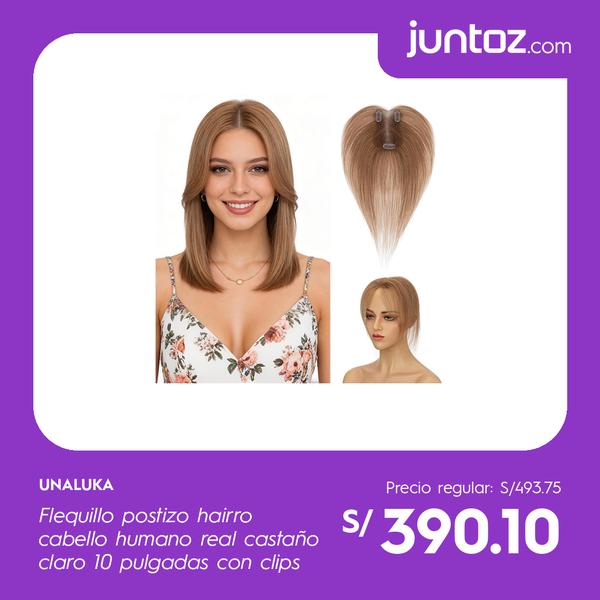 juntoz.com
UNALUKA
Flequillo postizo hairro
cabello humano real castaño
claro 10 pulgadas con clips
Precio regular: S/493.75
S/ 390.10